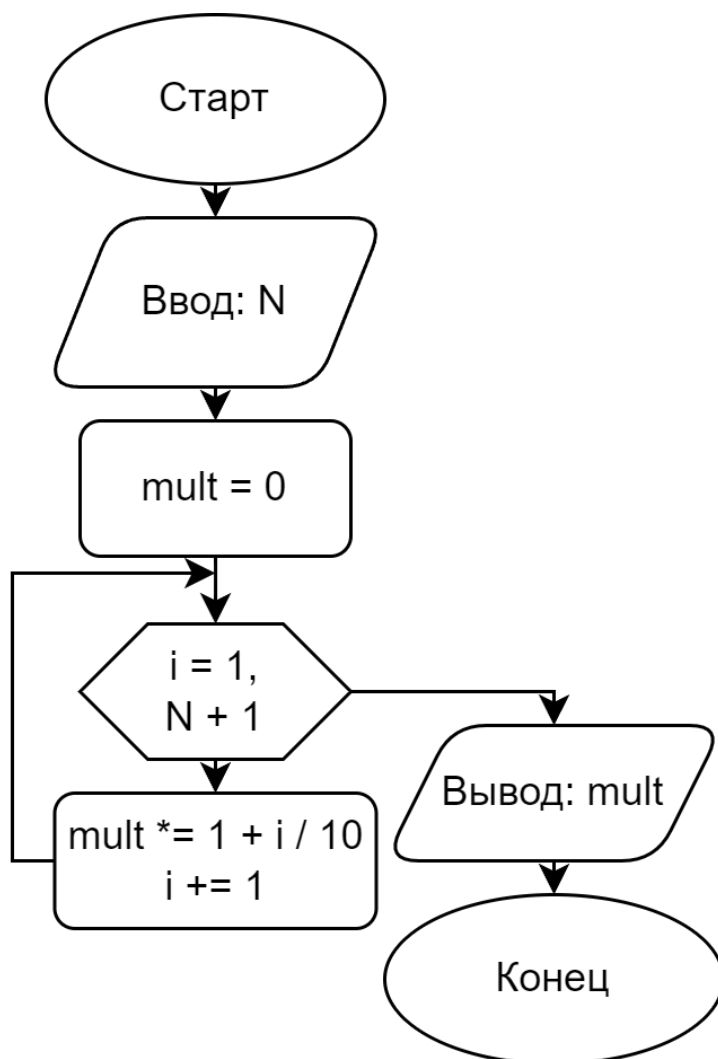 Старт
Ввод: N
mult = 0
i = 1,
N + 1
mult *= 1 + i / 10
i += 1
Вывод: mult
Конец